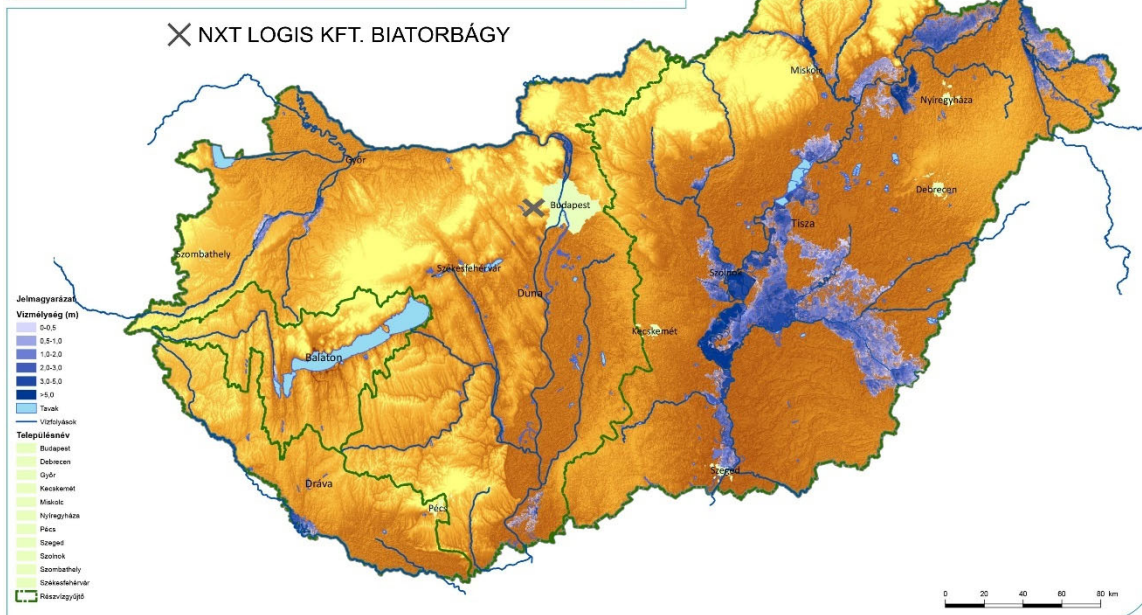 NXT LOGIS KFT. BIATORBÁGY
Miskolc
Nyíregyháza
Győr
Debrecen
Budapest
Tisza
Szombathely
Székesfehérvár
Szolnok
Duna
Kecskemét
Balaton
Szeged
Dráva
Pécs
Jelmagyarázat
Vízmélység (m)
0-0,5
0,5-1,0
1,0-2,0
2,0-3,0
3,0-5,0
>5,0
Tavak
Vízfolyások
Településnév
Budapest
Debrecen
Győr
Kecskemét
Miskolc
Nyíregyháza
Pécs
Szeged
Szolnok
Szombathely
Székesfehérvár
Részvízgyűjtő
0 20 40 60 80 km